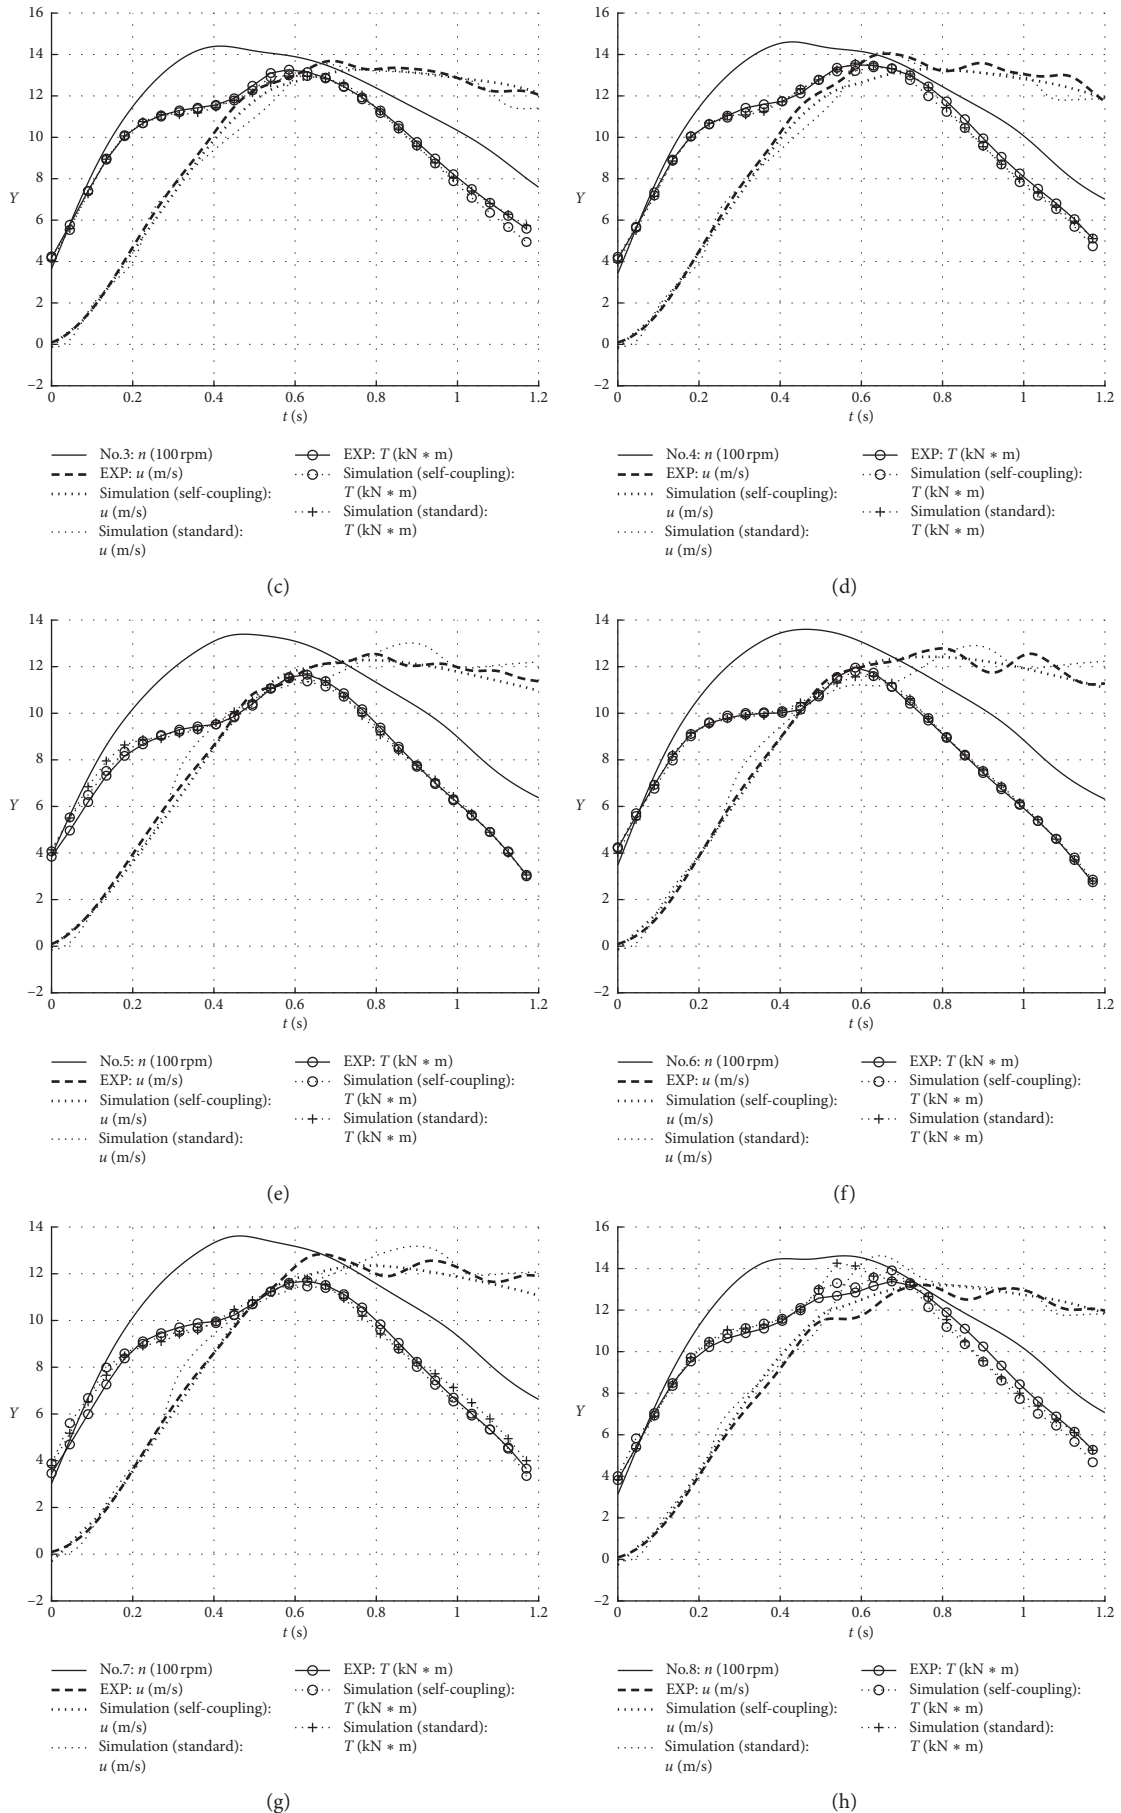 16
14
12
10
8
6
4
2
0
–2
Y
0 0.2 0.4 0.6 0.8 1 1.2
t (s)
No.3: n (100 rpm)
EXP: u (m/s)
Simulation (self-coupling):
u (m/s)
Simulation (standard):
u (m/s)
EXP: T (kN ∗ m)
Simulation (self-coupling):
T (kN ∗ m)
Simulation (standard):
T (kN ∗ m)
(c)
16
14
12
10
8
6
4
2
0
–2
Y
0 0.2 0.4 0.6 0.8 1 1.2
t (s)
No.4: n (100 rpm)
EXP: u (m/s)
Simulation (self-coupling):
u (m/s)
Simulation (standard):
u (m/s)
EXP: T (kN ∗ m)
Simulation (self-coupling):
T (kN ∗ m)
Simulation (standard):
T (kN ∗ m)
(d)
14
12
10
8
6
4
2
0
–2
Y
0 0.2 0.4 0.6 0.8 1 1.2
t (s)
No.5: n (100 rpm)
EXP: u (m/s)
Simulation (self-coupling):
u (m/s)
Simulation (standard):
u (m/s)
EXP: T (kN ∗ m)
Simulation (self-coupling):
T (kN ∗ m)
Simulation (standard):
T (kN ∗ m)
(e)
14
12
10
8
6
4
2
0
–2
Y
0 0.2 0.4 0.6 0.8 1 1.2
t (s)
No.6: n (100 rpm)
EXP: u (m/s)
Simulation (self-coupling):
u (m/s)
Simulation (standard):
u (m/s)
EXP: T (kN ∗ m)
Simulation (self-coupling):
T (kN ∗ m)
Simulation (standard):
T (kN ∗ m)
(f)
14
12
10
8
6
4
2
0
–2
Y
0 0.2 0.4 0.6 0.8 1 1.2
t (s)
No.7: n (100 rpm)
EXP: u (m/s)
Simulation (self-coupling):
u (m/s)
Simulation (standard):
u (m/s)
EXP: T (kN ∗ m)
Simulation (self-coupling):
T (kN ∗ m)
Simulation (standard):
T (kN ∗ m)
(g)
16
14
12
10
8
6
4
2
0
–2
Y
0 0.2 0.4 0.6 0.8 1 1.2
t (s)
No.8: n (100 rpm)
EXP: u (m/s)
Simulation (self-coupling):
u (m/s)
Simulation (standard):
u (m/s)
EXP: T (kN ∗ m)
Simulation (self-coupling):
T (kN ∗ m)
Simulation (standard):
T (kN ∗ m)
(h)